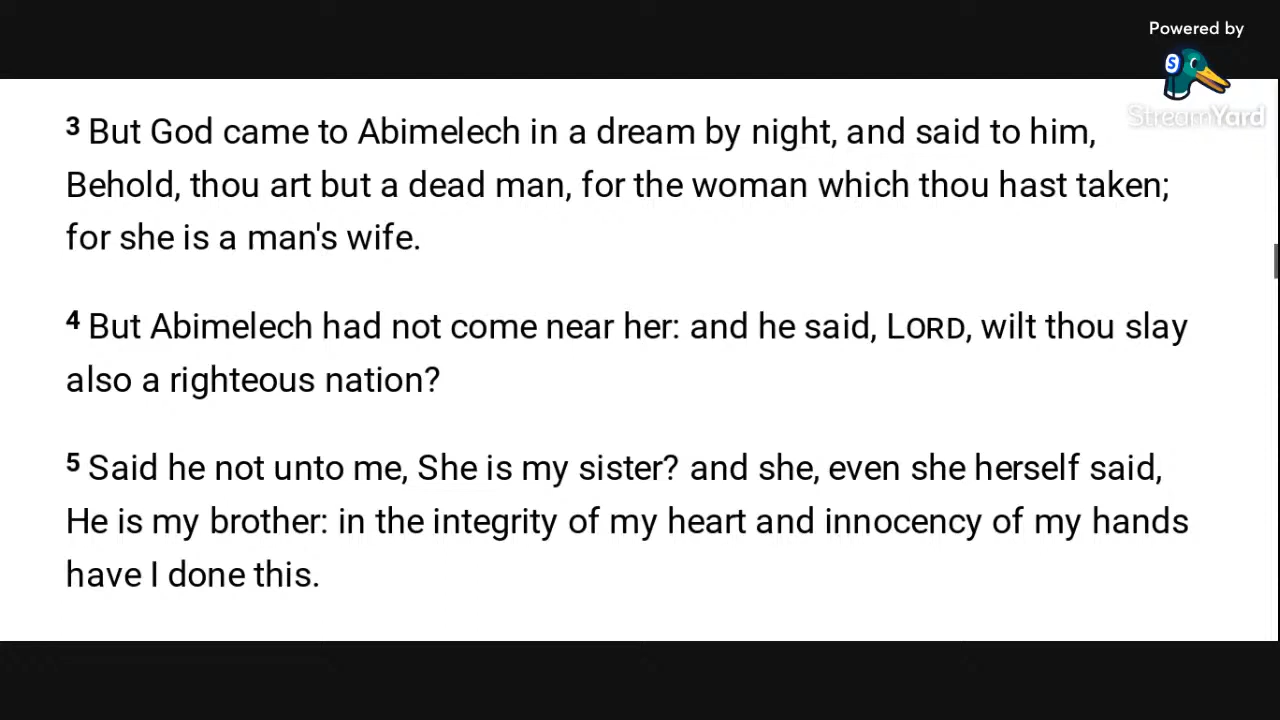 Powered by
S
StreamYard
3 But God came to Abimelech in a dream by night, and said to him,
Behold, thou art but a dead man, for the woman which thou hast taken;
for she is a man's wife.
4 But Abimelech had not come near her: and he said, LORD, wilt thou slay
also a righteous nation?
5 Said he not unto me, She is my sister? and she, even she herself said,
He is my brother: in the integrity of my heart and innocency of my hands
have I done this.